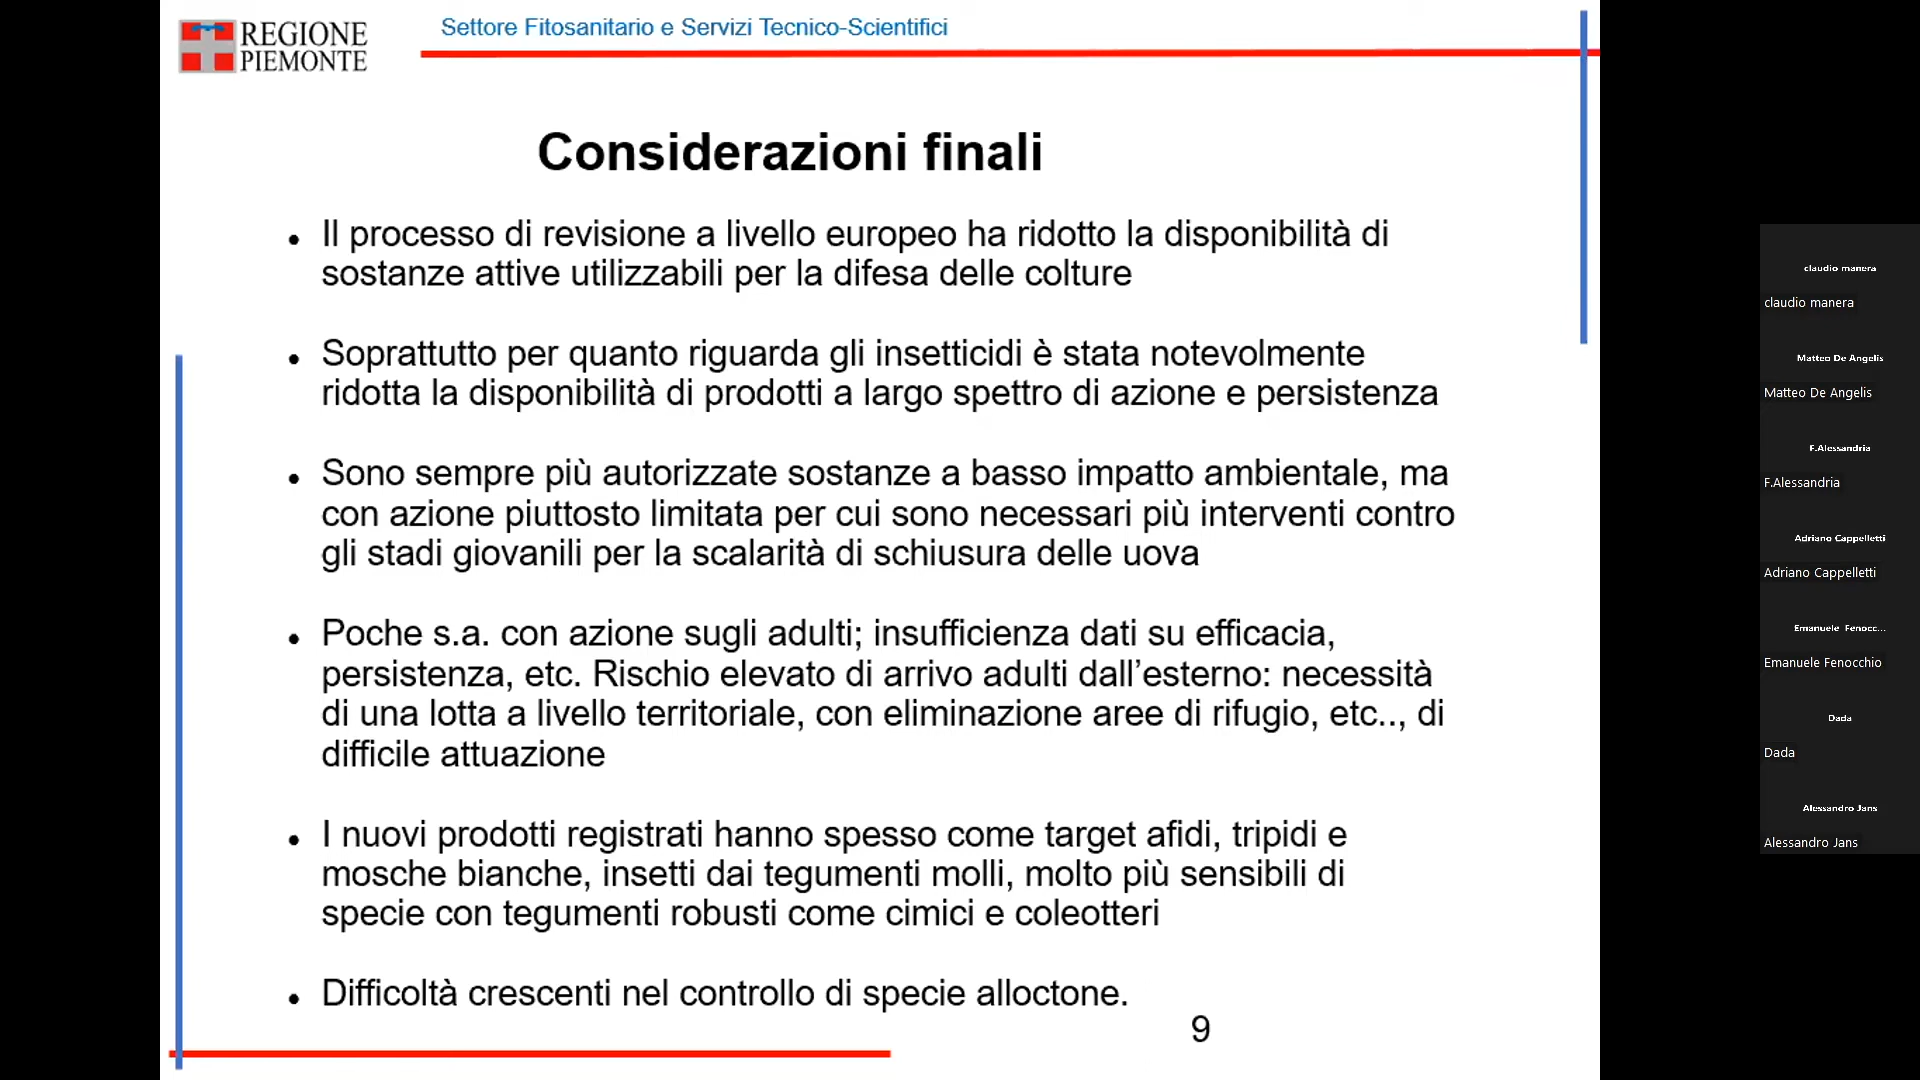 REGIONE
PIEMONTE
Settore Fitosanitario e Servizi Tecnico-Scientifici
Considerazioni finali
• Il processo di revisione a livello europeo ha ridotto la disponibilità di
sostanze attive utilizzabili per la difesa delle colture
• Soprattutto per quanto riguarda gli insetticidi è stata notevolmente
ridotta la disponibilità di prodotti a largo spettro di azione e persistenza
• Sono sempre più autorizzate sostanze a basso impatto ambientale, ma
con azione piuttosto limitata per cui sono necessari più interventi contro
gli stadi giovanili per la scalarità di schiusura delle uova
• Poche s.a. con azione sugli adulti; insufficienza dati su efficacia,
persistenza, etc. Rischio elevato di arrivo adulti dall’esterno: necessità
di una lotta a livello territoriale, con eliminazione aree di rifugio, etc.., di
difficile attuazione
• I nuovi prodotti registrati hanno spesso come target afidi, tripidi e
mosche bianche, insetti dai tegumenti molli, molto più sensibili di
specie con tegumenti robusti come cimici e coleotteri
• Difficoltà crescenti nel controllo di specie alloctone.
9
claudio manera
claudio manera
Matteo De Angelis
Matteo De Angelis
F.Alessandria
F.Alessandria
Adriano Cappelletti
Adriano Cappelletti
Emanuele Fenocc...
Emanuele Fenocchio
Dada
Dada
Alessandro Jans
Alessandro Jans